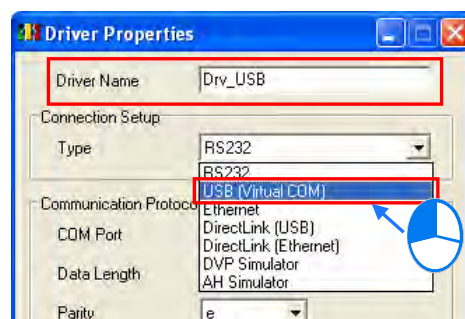 Driver Properties
Driver Name Drv_USB
Connection Setup
Type RS232
RS232
USB (Virtual COM)
Ethernet
DirectLink (USB)
DirectLink (Ethernet)
DVP Simulator
AH Simulator
Communication Protoco
COM Port
Data Length
Parity e